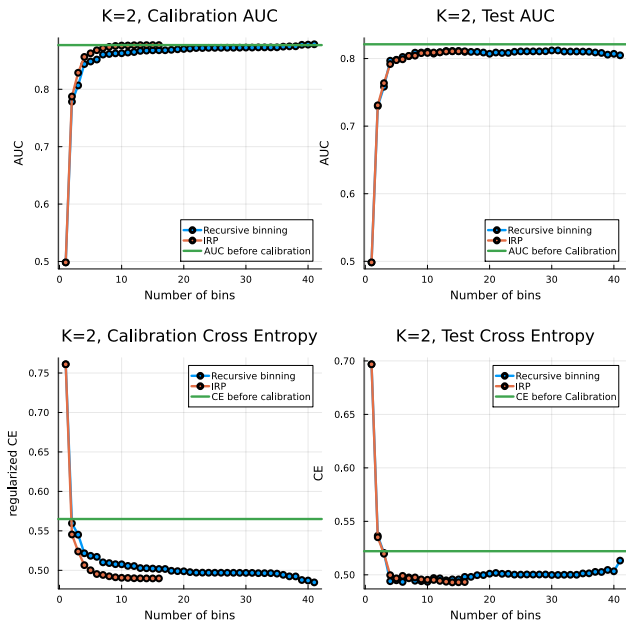 K=2, Calibration AUC
K=2, Test AUC
0.8
0.7
0.6
0.5
AUC
0
10
20
30
40
Number of bins
Recursive binning
IRP
AUC before calibration
0.8
0.7
0.6
0.5
AUC
0
10
20
30
40
Number of bins
Recursive binning
IRP
AUC before Calibration
K=2, Calibration Cross Entropy
K=2, Test Cross Entropy
0.75
0.70
0.65
0.60
0.55
0.50
regularized CE
0
10
20
30
40
Number of bins
Recursive binning
IRP
CE before calibration
0.70
0.65
0.60
0.55
0.50
CE
0
10
20
30
40
Number of bins
Recursive binning
IRP
CE before Calibration